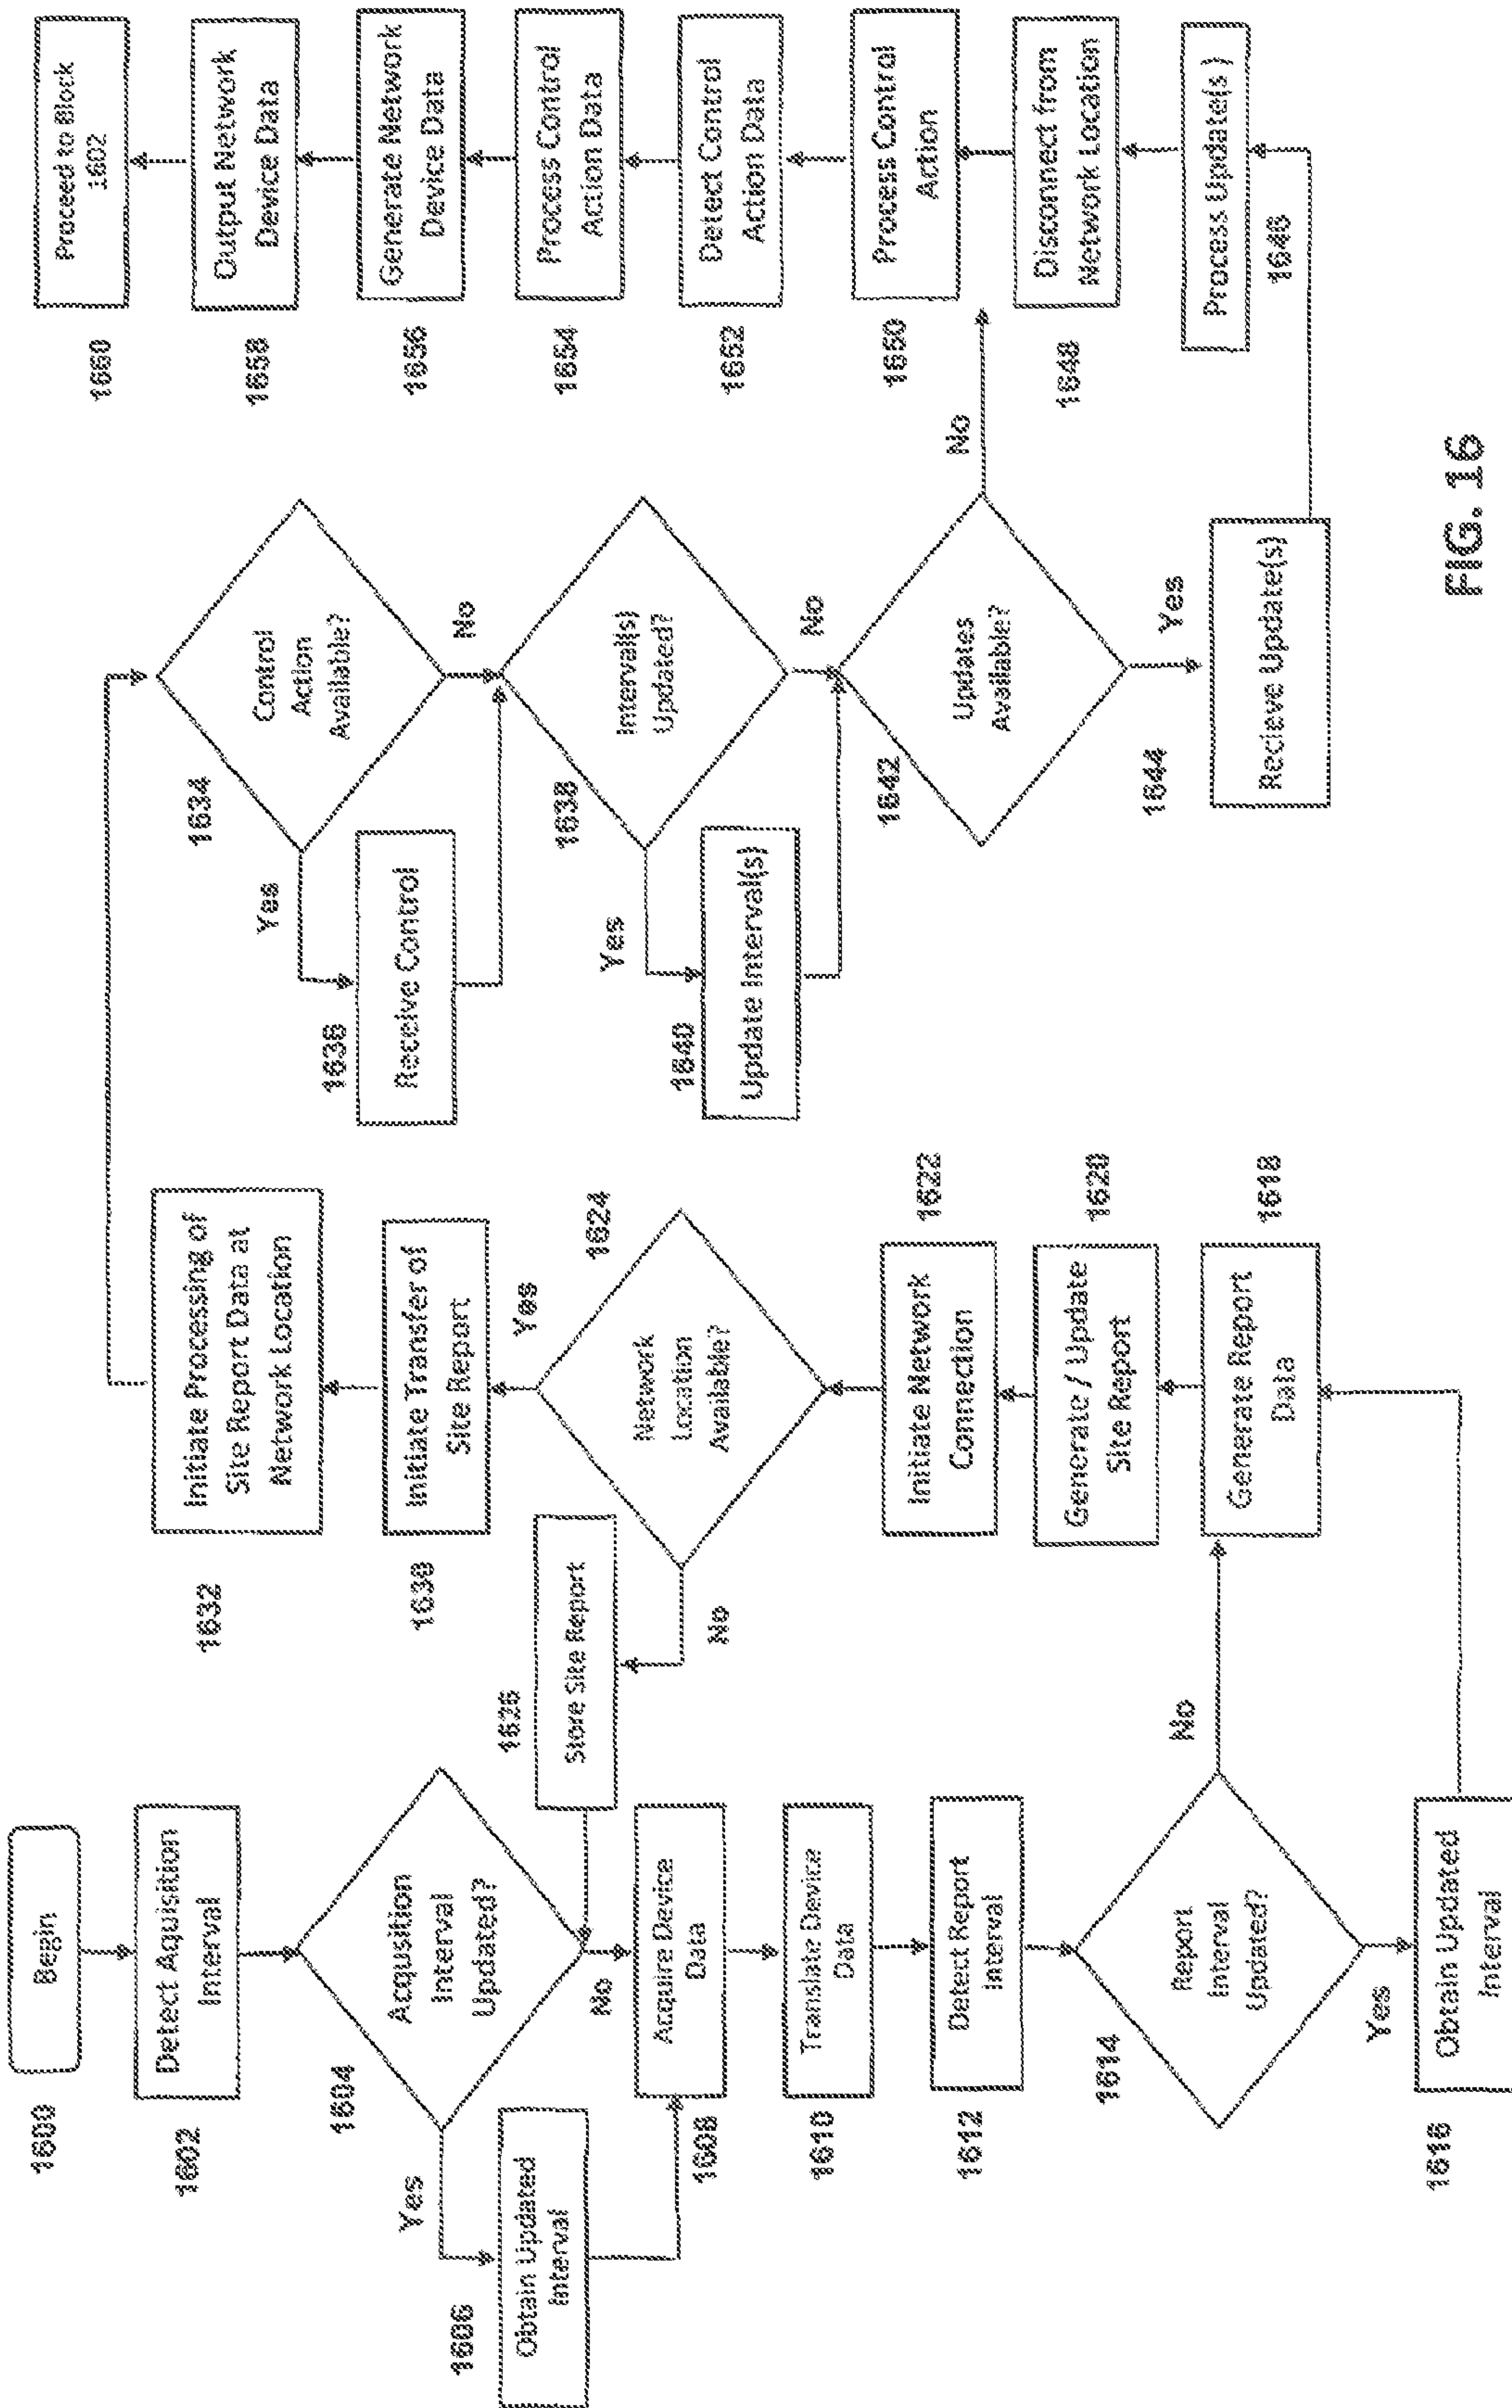 1600
Begin
1602
Detect Aquisition
Interval
1604
Acqusition
Interval
Updated?
Yes
No
1606
Obtain Updated
Interval
1608
Acquire Device
Data
1610
Translate Device
Data
1612
Detect Report
Interval
1614
Report
Interval
Updated?
No
Yes
1616
Obtain Updated
Interval
1632
Initiate Processing of
Site Report Data at
Network Location
1630
Initiate Transfer of
Site Report
Yes
1624
Network
Location
Available?
No
1626
Store Site Report
1622
Initiate Network
Connection
1620
Generate / Update
Site Report
1618
Generate Report
Data
1634
Control
Action
Available?
Yes
No
1636
Receive Control
1638
Interval(s)
Updated?
Yes
No
1640
Update Interval(s)
1642
Updates
Available?
No
Yes
1644
Recieve Update(s)
1660
Proceed to Block
1602
1658
Output Network
Device Data
1656
Generate Network
Device Data
1654
Process Control
Action Data
1652
Detect Control
Action Data
1650
Process Control
Action
1648
Disconnect from
Network Location
1646
Process Update(s )
FIG. 16